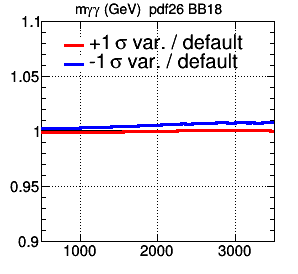 mγγ (GeV) pdf26 BB18
+1 σ var. / default
-1 σ var. / default
1.1
1.05
1
0.95
0.9
1000 2000 3000